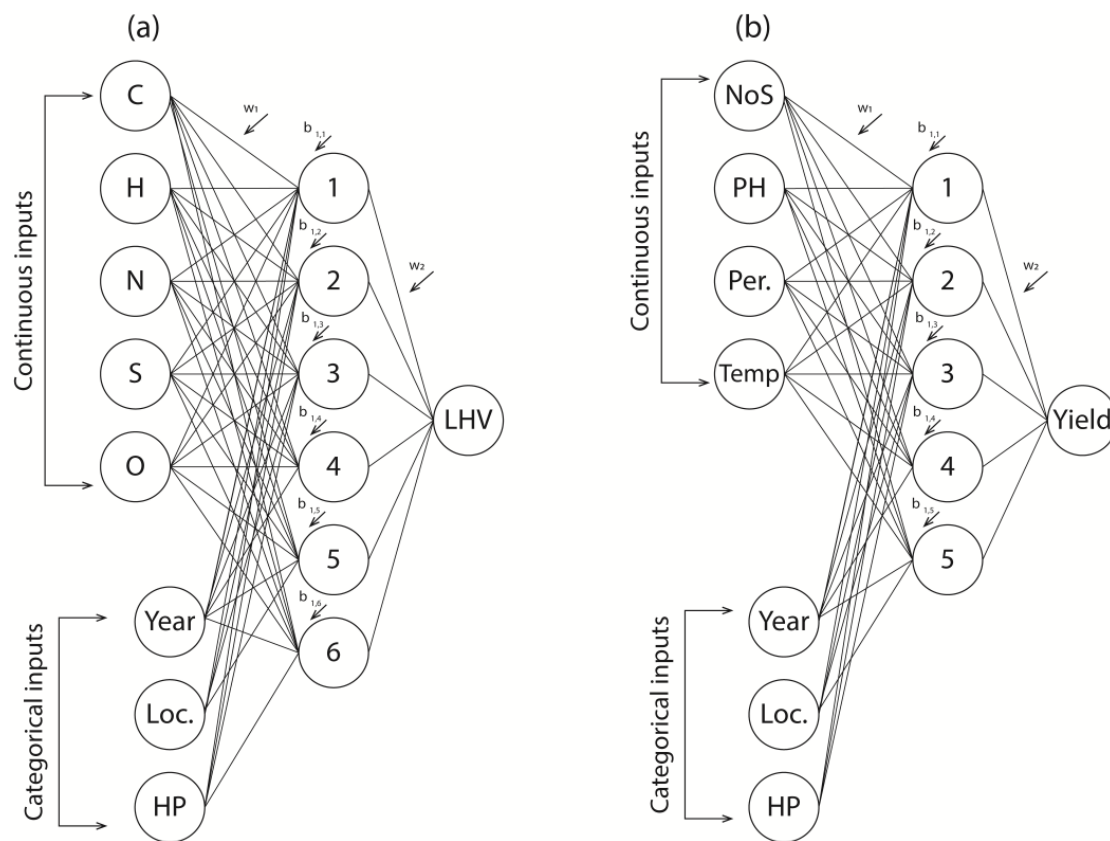 (a)
Continuous inputs
C
H
N
S
O
Categorical inputs
Year
Loc.
HP
w1
b 1,1
1
b 1,2
2
b 1,3
3
b 1,4
4
b 1,5
5
b 1,6
6
w2
LHV
(b)
Continuous inputs
NoS
PH
Per.
Temp
Categorical inputs
Year
Loc.
HP
w1
b 1,1
1
b 1,2
2
b 1,3
3
b 1,4
4
b 1,5
5
w2
Yield